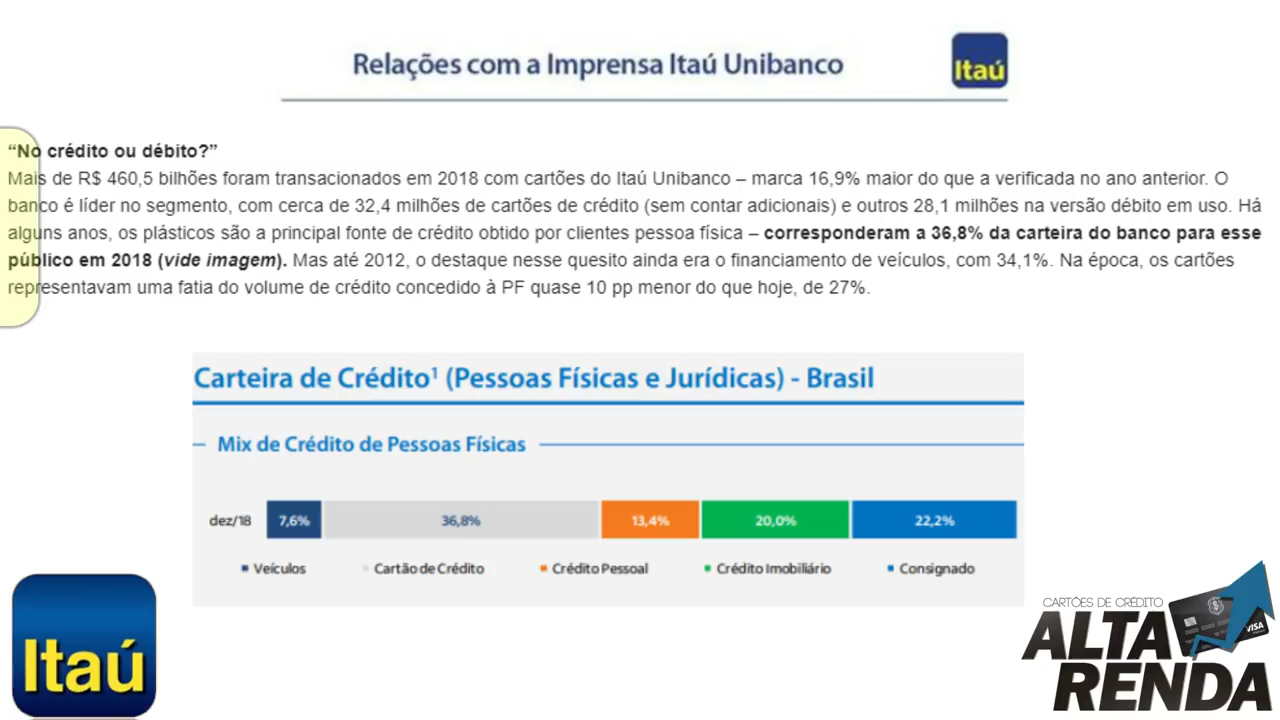 Relações com a Imprensa Itaú Unibanco
Itaú
“No crédito ou débito?”
Mais de R$ 460,5 bilhões foram transacionados em 2018 com cartões do Itaú Unibanco – marca 16,9% maior do que a verificada no ano anterior. O
banco é líder no segmento, com cerca de 32,4 milhões de cartões de crédito (sem contar adicionais) e outros 28,1 milhões na versão débito em uso. Há
alguns anos, os plásticos são a principal fonte de crédito obtido por clientes pessoa física – corresponderam a 36,8% da carteira do banco para esse
público em 2018 (vide imagem). Mas até 2012, o destaque nesse quesito ainda era o financiamento de veículos, com 34,1%. Na época, os cartões
representavam uma fatia do volume de crédito concedido à PF quase 10 pp menor do que hoje, de 27%.
Carteira de Crédito¹ (Pessoas Físicas e Jurídicas) - Brasil
Mix de Crédito de Pessoas Físicas
dez/18 7,6% 36,8% 13,4% 20,0% 22,2%
Veículos Cartão de Crédito Crédito Pessoal Crédito Imobiliário Consignado
Itaú
CARTÕES DE CRÉDITO
ALTA
RENDA
VISA